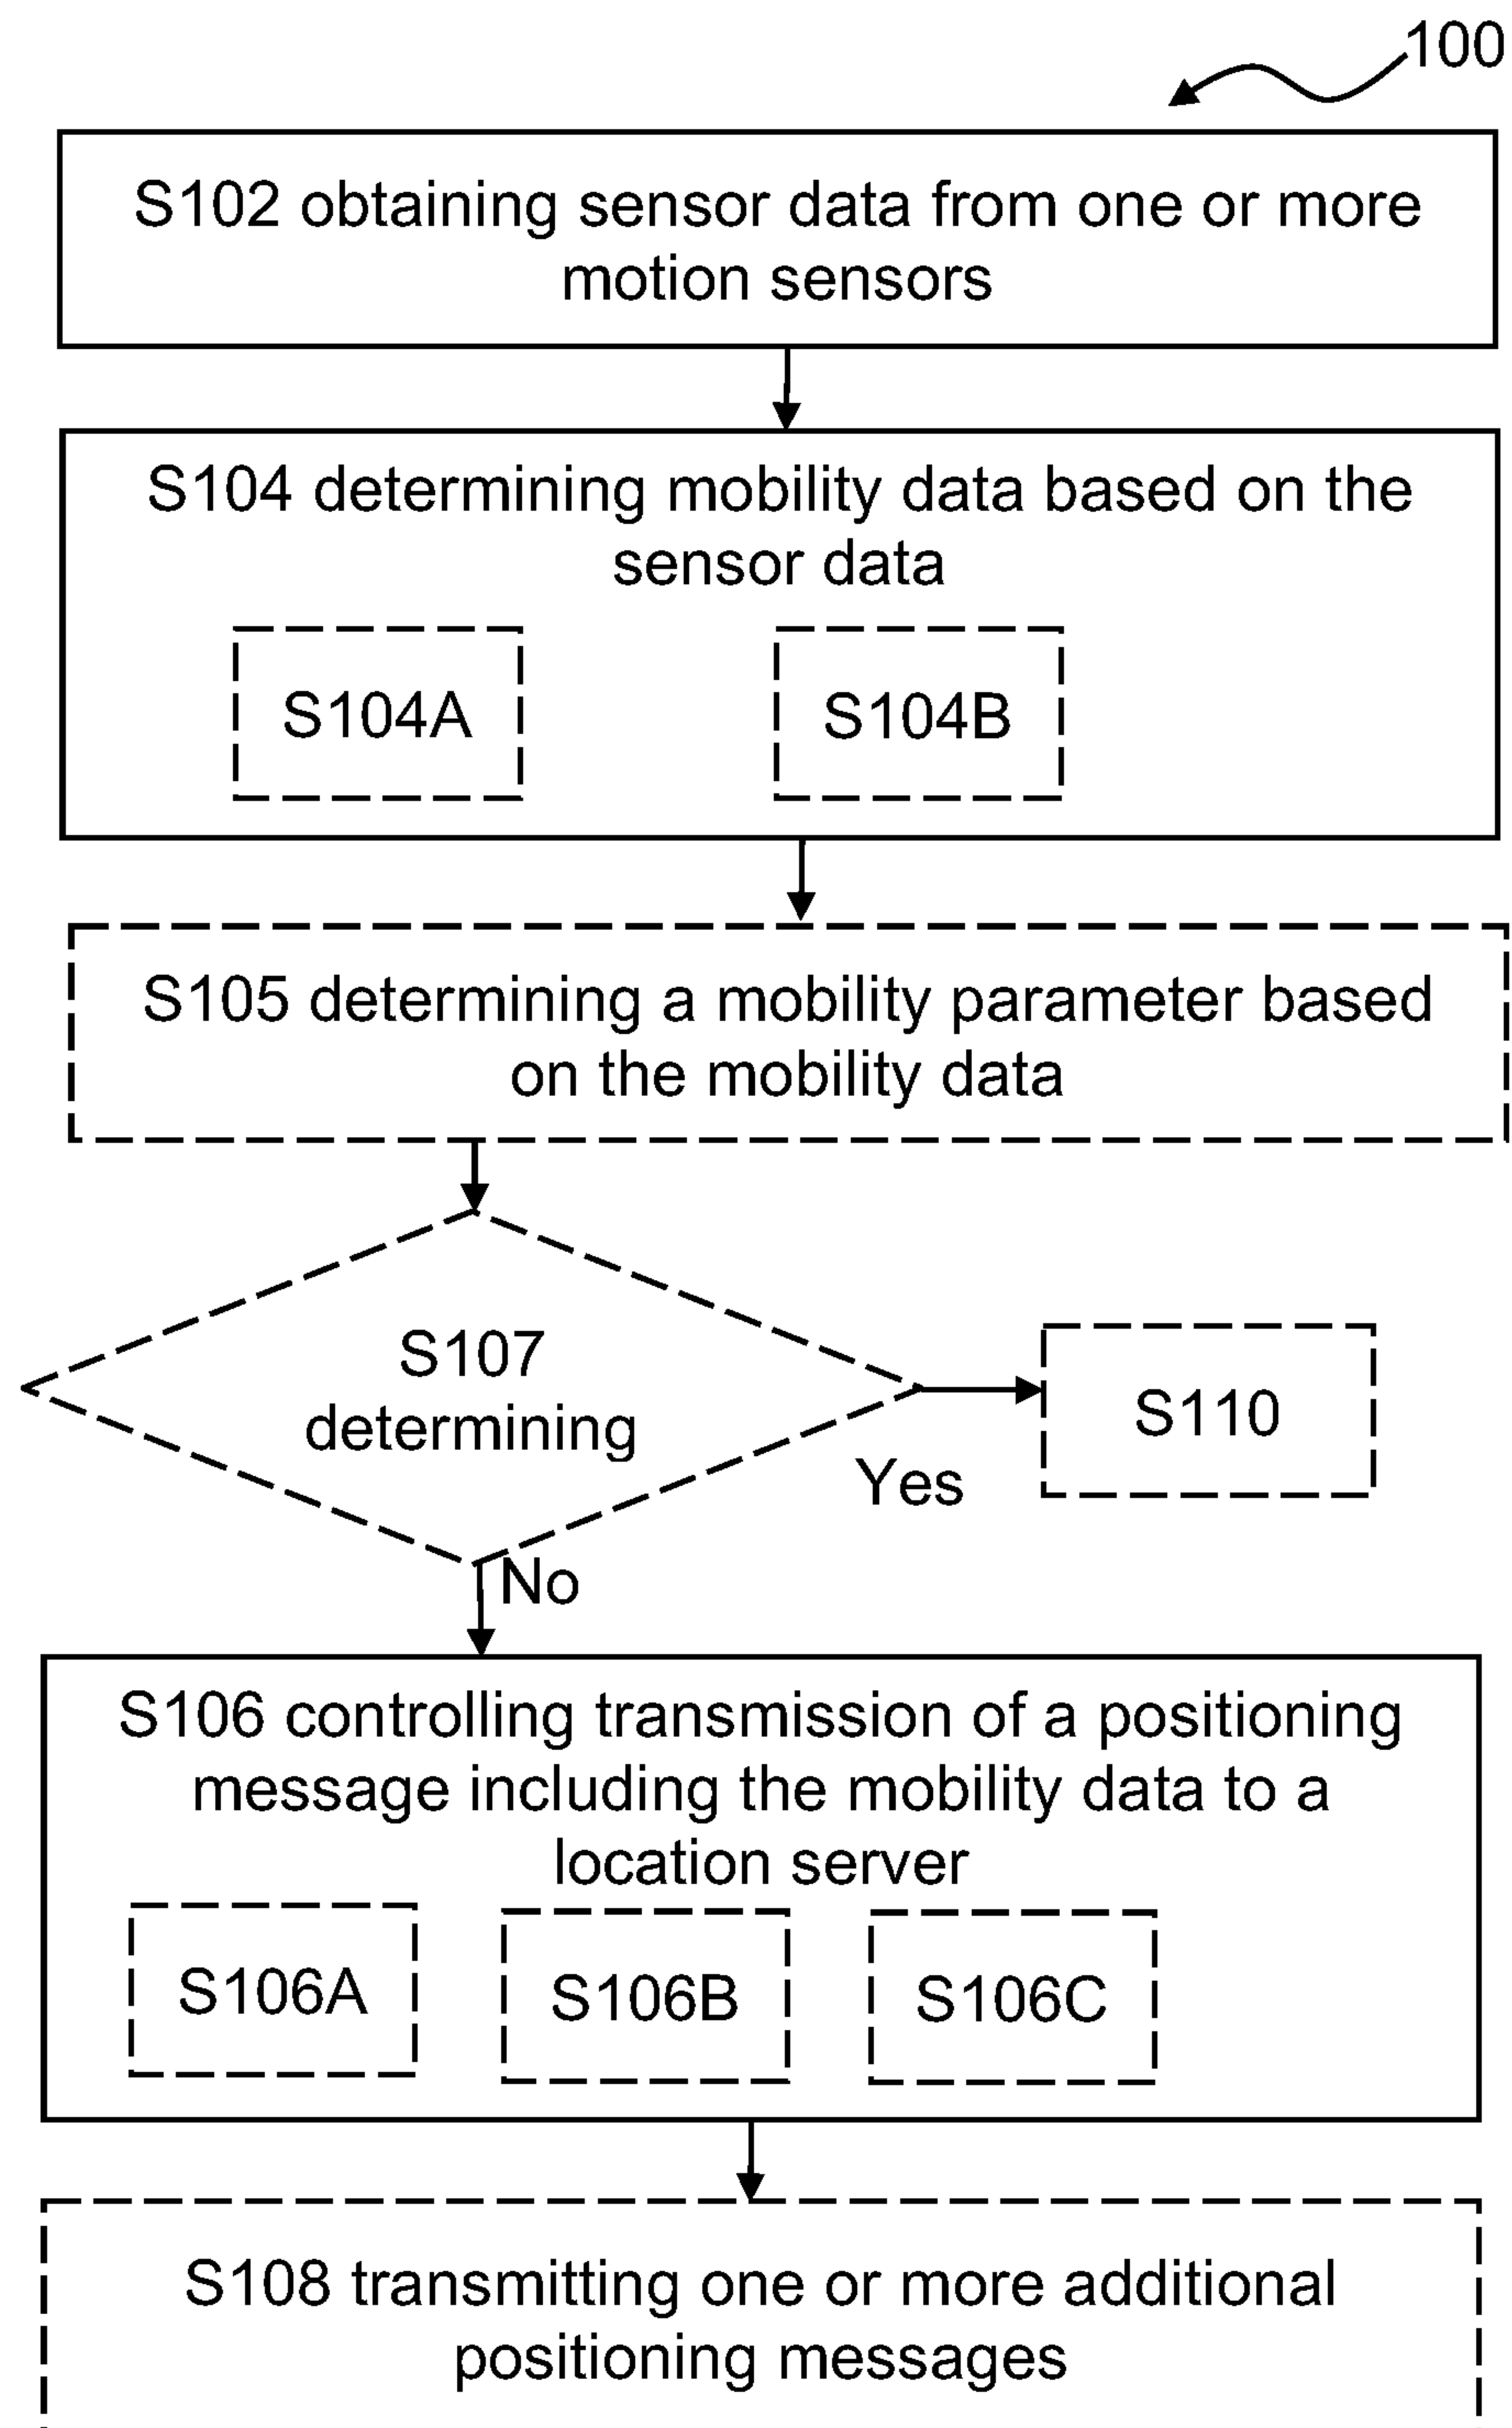 100
S102 obtaining sensor data from one or more
motion sensors
S104 determining mobility data based on the
sensor data
S104A
S104B
S105 determining a mobility parameter based
on the mobility data
S107
determining
S110
Yes
No
S106 controlling transmission of a positioning
message including the mobility data to a
location server
S106A
S106B
S106C
S108 transmitting one or more additional
positioning messages